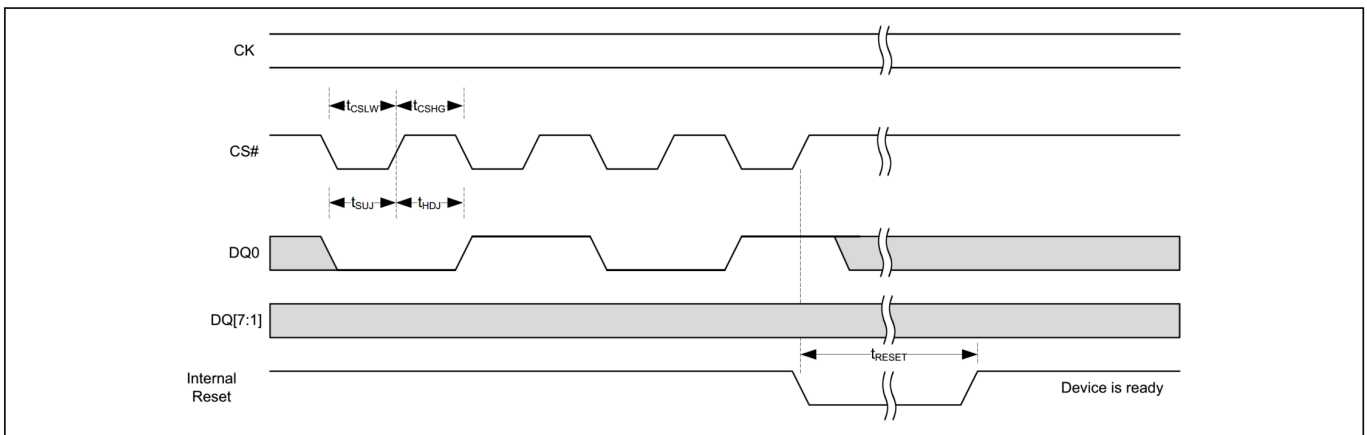 CK
tCSLW tCSHG
CS#
tSUJ tHDJ
DQ0
DQ[7:1]
tRESET
Internal
Reset
Device is ready